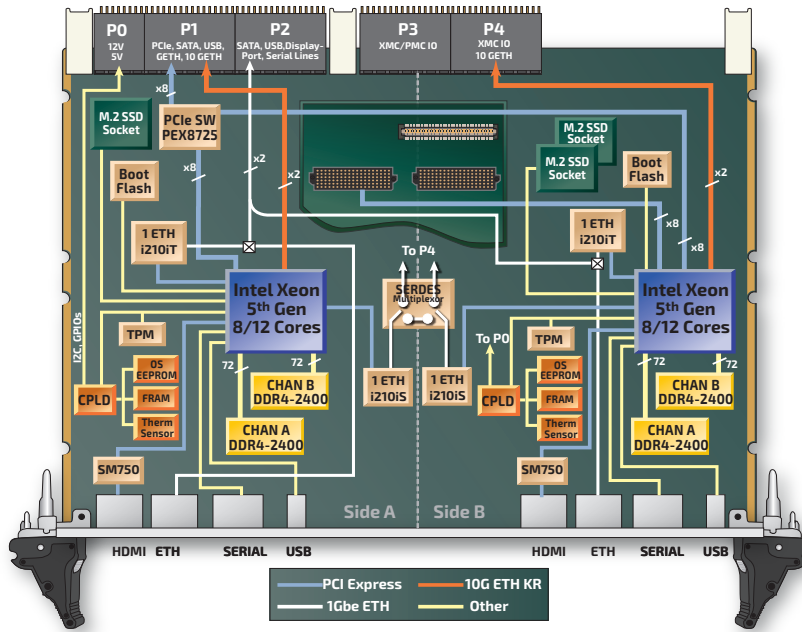 P0
12V
5V
P1
PCIe, SATA, USB,
GETH, 10 GETH
P2
SATA, USB,Display-
Port, Serial Lines
P3
XMC/PMC IO
P4
XMC IO
10 GETH
x8
M.2 SSD
Socket
PCIe SW
PEX8725
M.2 SSD
Socket
M.2 SSD
Socket
Boot
Flash
x8
x2
x2
Boot
Flash
x2
1 ETH
i210iT
1 ETH
i210iT
x8
x8
To P4
Intel Xeon
5th Gen
8/12 Cores
SERDES
Multiplexor
Intel Xeon
5th Gen
8/12 Cores
I2C, GPIOs
TPM
To P0
TPM
OS
EEPROM
FRAM
Therm
Sensor
CPLD
72
72
CHAN B
DDR4-2400
CHAN A
DDR4-2400
1 ETH
i210iS
1 ETH
i210iS
CPLD
OS
EEPROM
FRAM
Therm
Sensor
72
72
CHAN B
DDR4-2400
CHAN A
DDR4-2400
SM750
SM750
Side A
Side B
HDMI
ETH
SERIAL
USB
HDMI
ETH
SERIAL
USB
PCI Express
10G ETH KR
1Gbe ETH
Other